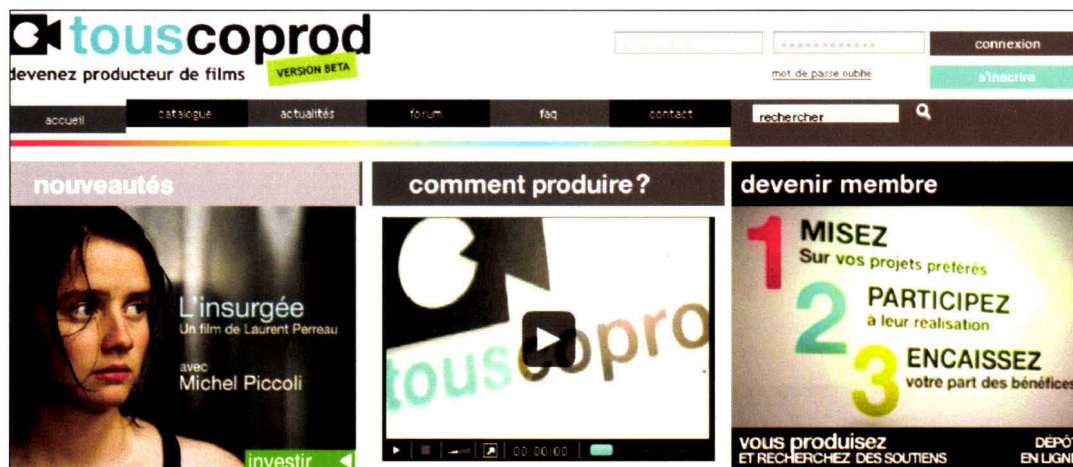 touscoprod
devenez producteur de films
VERSION BETA
connexion
mot de passe oublié
s'inscrire
accueil
catalogue
actualités
forum
faq
contact
rechercher
nouveautés
L'insurgée
Un film de Laurent Perreau
avec
Michel Piccoli
investir
comment produire?
touscopro
00:00:00
devenir membre
1 MISEZ
Sur vos projets préférés
2 PARTICIPEZ
à leur réalisation
3 ENCAISSEZ
votre part des bénéfices
vous produisez
ET RECHERCHEZ DES SOUTIENS
DÉPÔT
EN LIGNE